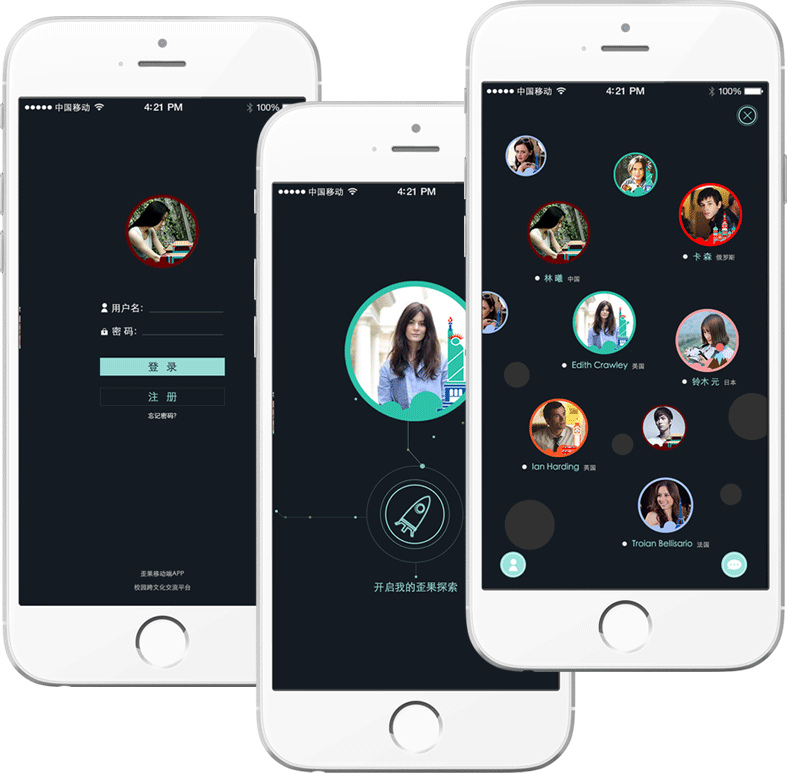 中国移动
4:21 PM
100%
用户名:
密 码:
登 录
注 册
忘记密码?
歪果移动端APP
校园跨文化交流平台
中国移动
4:21 PM
开启我的歪果探索
中国移动
4:21 PM
100%
林 曦 中国
卡 森 俄罗斯
Edith Crawley 美国
铃木 元 日本
Ian Harding 英国
Troian Bellisario 法国